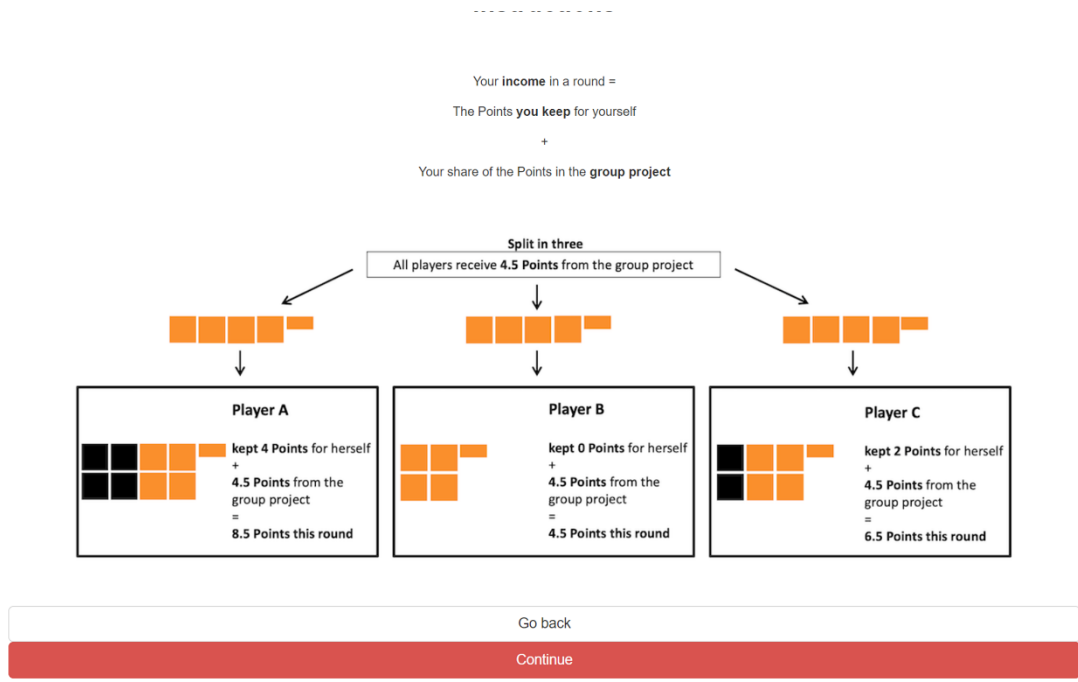 Your income in a round =
The Points you keep for yourself
+
Your share of the Points in the group project
Split in three
All players receive 4.5 Points from the group project
Player A
kept 4 Points for herself
+
4.5 Points from the
group project
=
8.5 Points this round
Player B
kept 0 Points for herself
+
4.5 Points from the
group project
=
4.5 Points this round
Player C
kept 2 Points for herself
+
4.5 Points from the
group project
=
6.5 Points this round
Go back
Continue